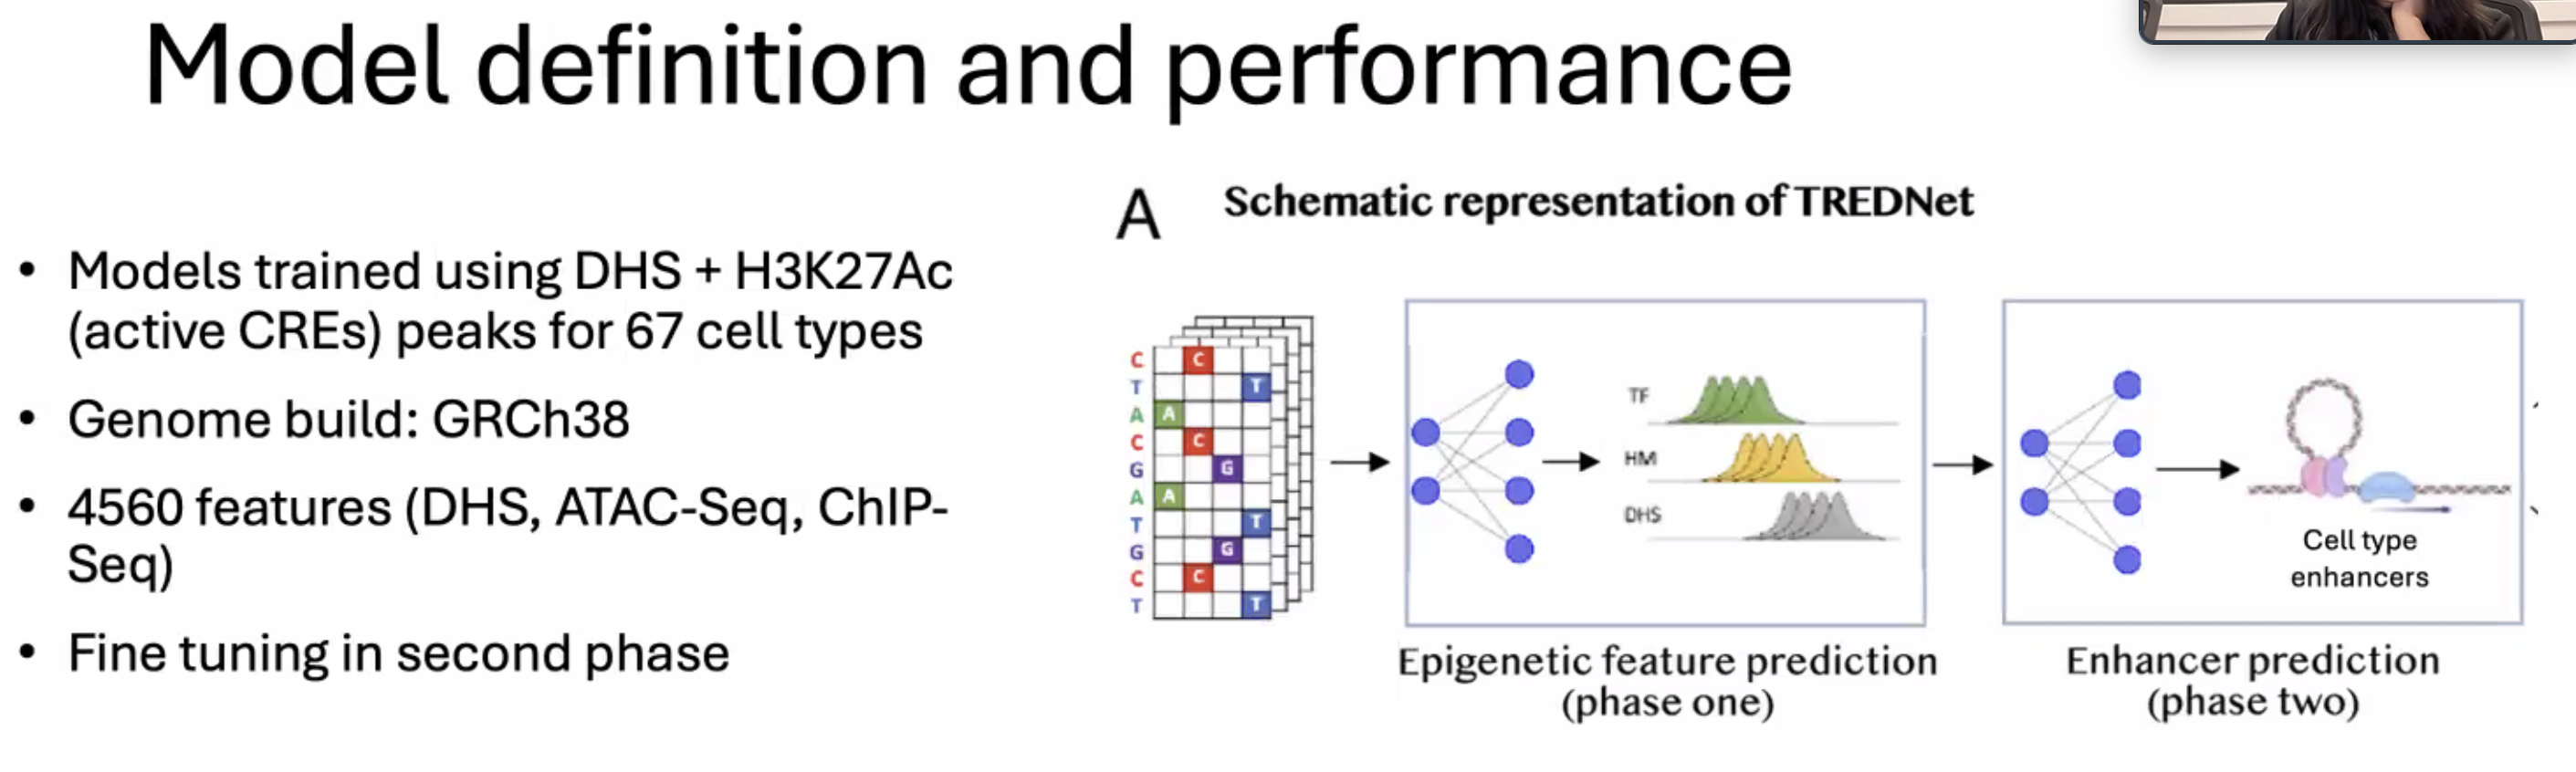 Model definition and performance
• Models trained using DHS + H3K27Ac
(active CREs) peaks for 67 cell types
• Genome build: GRCh38
• 4560 features (DHS, ATAC-Seq, ChIP-
Seq)
• Fine tuning in second phase
A Schematic representation of TREDNet
C C
T T
A A
C C
G G
A A
T T
G G
C C
T T
TF
HM
DHS
Epigenetic feature prediction
(phase one)
Cell type
enhancers
Enhancer prediction
(phase two)